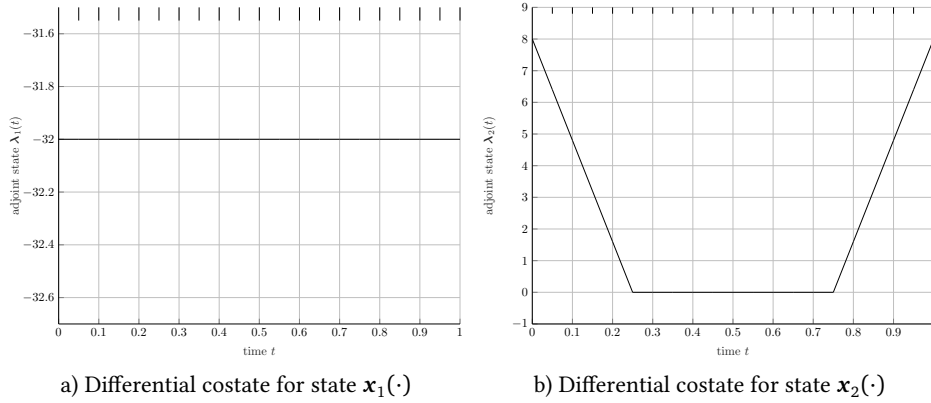 −31.6
−31.8
−32
−32.2
−32.4
−32.6
adjoint state λ₁(t)
0 0.1 0.2 0.3 0.4 0.5 0.6 0.7 0.8 0.9 1
time t
a) Differential costate for state x₁(·)
9
8
7
6
5
4
3
2
1
0
−1
adjoint state λ₂(t)
0 0.1 0.2 0.3 0.4 0.5 0.6 0.7 0.8 0.9
time t
b) Differential costate for state x₂(·)